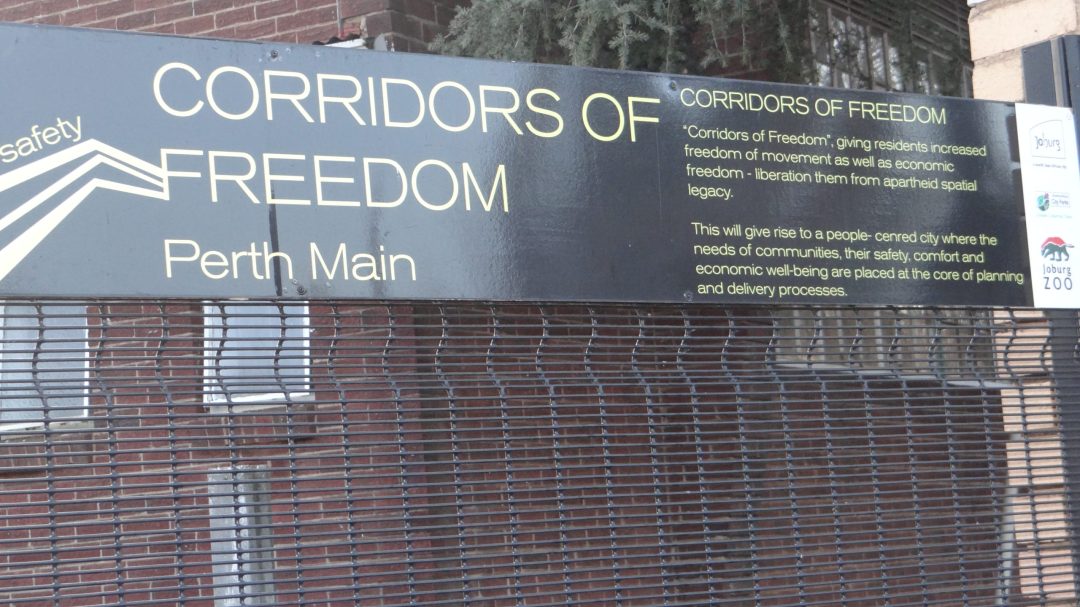 safety
CORRIDORS OF
FREEDOM
Perth Main
CORRIDORS OF FREEDOM
"Corridors of Freedom", giving residents increased
freedom of movement as well as economic
freedom - liberation them from apartheid spatial
legacy.
This will give rise to a people- cenred city where the
needs of communities, their safety, comfort and
economic well-being are placed at the core of planning
and delivery processes.
Joburg
City Parks
Joburg
ZOO